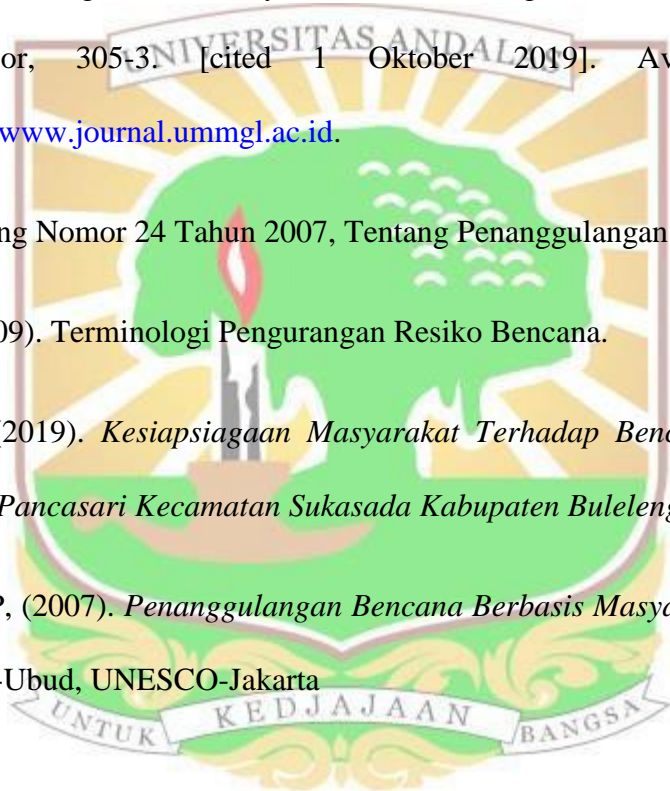 or, 305-3. [cited 1 Oktober 2019]. Av
UNIVERSITAS ANDALAS
www.journal.ummgl.ac.id.
ng Nomor 24 Tahun 2007, Tentang Penanggulangan
09). Terminologi Pengurangan Resiko Bencana.
(2019). Kesiapsiagaan Masyarakat Terhadap Benc
Pancasari Kecamatan Sukasada Kabupaten Buleleng
P, (2007). Penanggulangan Bencana Berbasis Masya
-Ubud, UNESCO-Jakarta
UNTUK KEDJAJAAN BANGSA